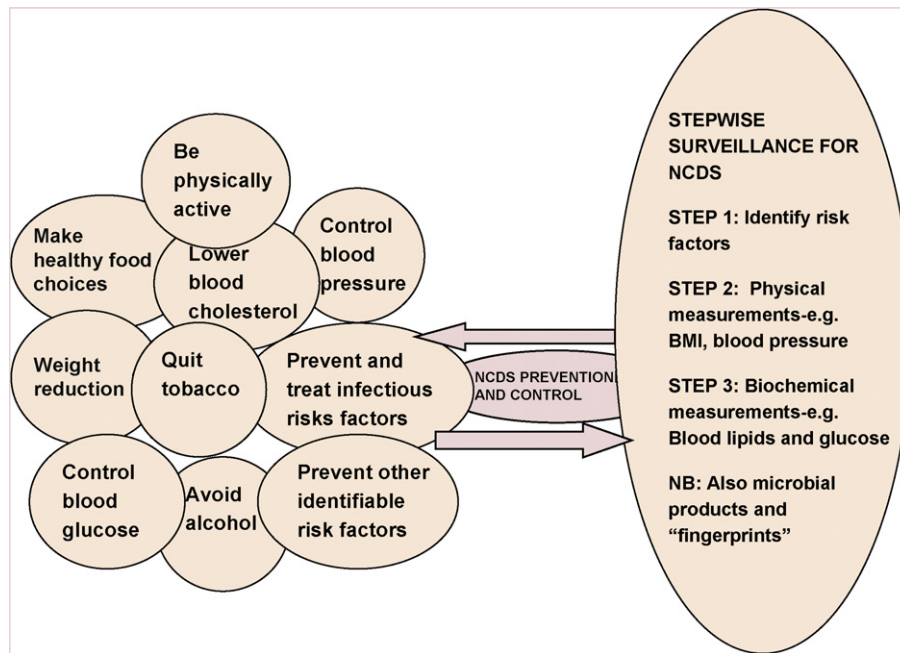 Be
physically
active
Make
healthy food
choices
Lower
blood
cholesterol
Control
blood
pressure
Weight
reduction
Quit
tobacco
Prevent and
treat infectious
risks factors
Control
blood
glucose
Avoid
alcohol
Prevent other
identifiable
risk factors
NCDS PREVENTION
AND CONTROL
STEPWISE
SURVEILLANCE FOR
NCDS
STEP 1: Identify risk
factors
STEP 2: Physical
measurements-e.g.
BMI, blood pressure
STEP 3: Biochemical
measurements-e.g.
Blood lipids and glucose
NB: Also microbial
products and
“fingerprints”